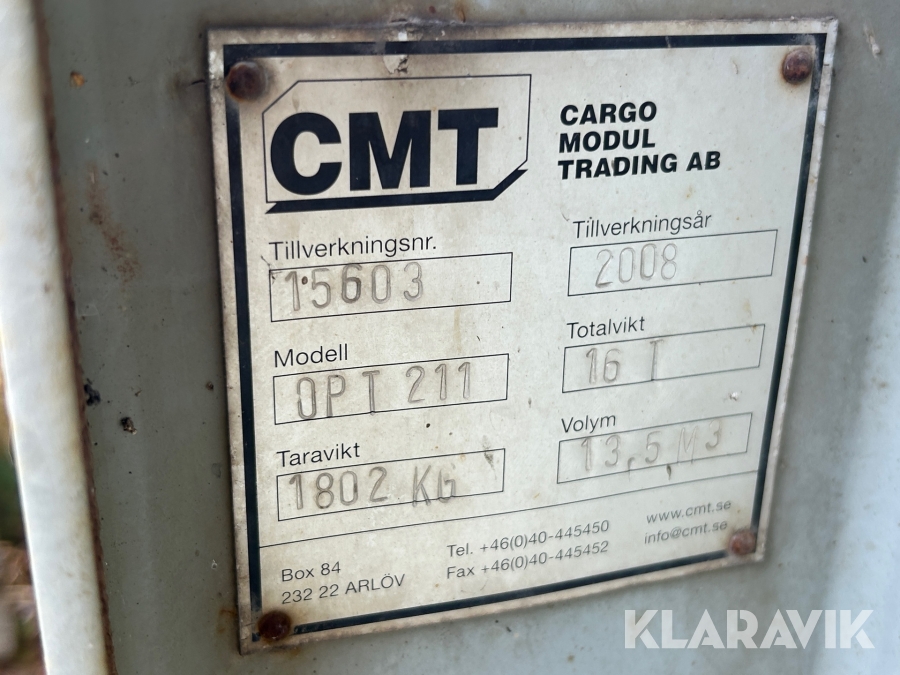 CMT
CARGO
MODUL
TRADING AB
Tillverkningsnr.
15603
Tillverkningsår
2008
Modell
OPT 211
Totalvikt
16 T
Taravikt
1802 KG
Volym
13,5 M3
Box 84
232 22 ARLÖV
Tel. +46(0)40-445450
Fax +46(0)40-445452
www.cmt.se
info@cmt.se
KLARAVIK